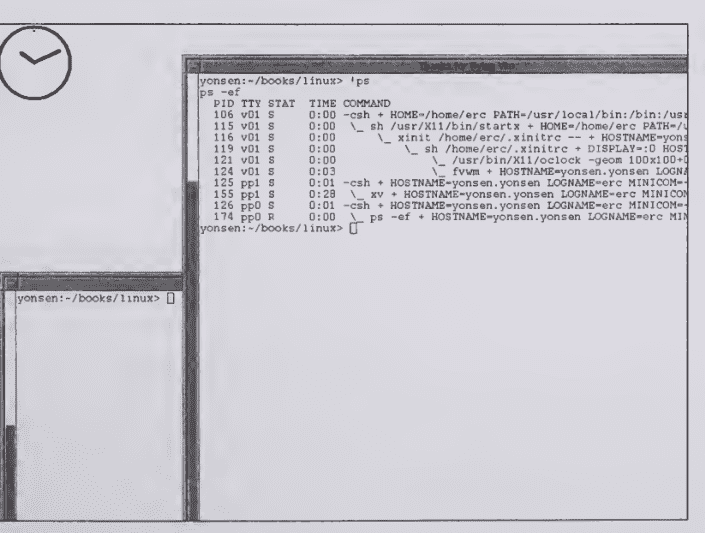 yonsen:~/books/linux> 'ps
ps -ef
  PID TTY STAT  TIME COMMAND
  106 v01 S     0:00 -csh + HOME=/home/erc PATH=/usr/local/bin:/bin:/usr
  115 v01 S     0:00  \_ sh /usr/X11/bin/startx + HOME=/home/erc PATH=/u
  116 v01 S     0:00      \_ xinit /home/erc/.xinitrc -- + HOSTNAME=yons
  119 v01 S     0:00          \_ sh /home/erc/.xinitrc + DISPLAY=:0 HOST
  121 v01 S     0:00              \_ /usr/bin/X11/oclock -geom 100x100+0
  124 v01 S     0:03              \_ fvwm + HOSTNAME=yonsen.yonsen LOGNA
  125 pp1 S     0:01 -csh + HOSTNAME=yonsen.yonsen LOGNAME=erc MINICOM=-
  155 pp1 S     0:28  \_ xv + HOSTNAME=yonsen.yonsen LOGNAME=erc MINICOM
  126 pp0 S     0:01 -csh + HOSTNAME=yonsen.yonsen LOGNAME=erc MINICOM=-
  174 pp0 R     0:00  \_ ps -ef + HOSTNAME=yonsen.yonsen LOGNAME=erc MIN
yonsen:~/books/linux>
yonsen:~/books/linux>